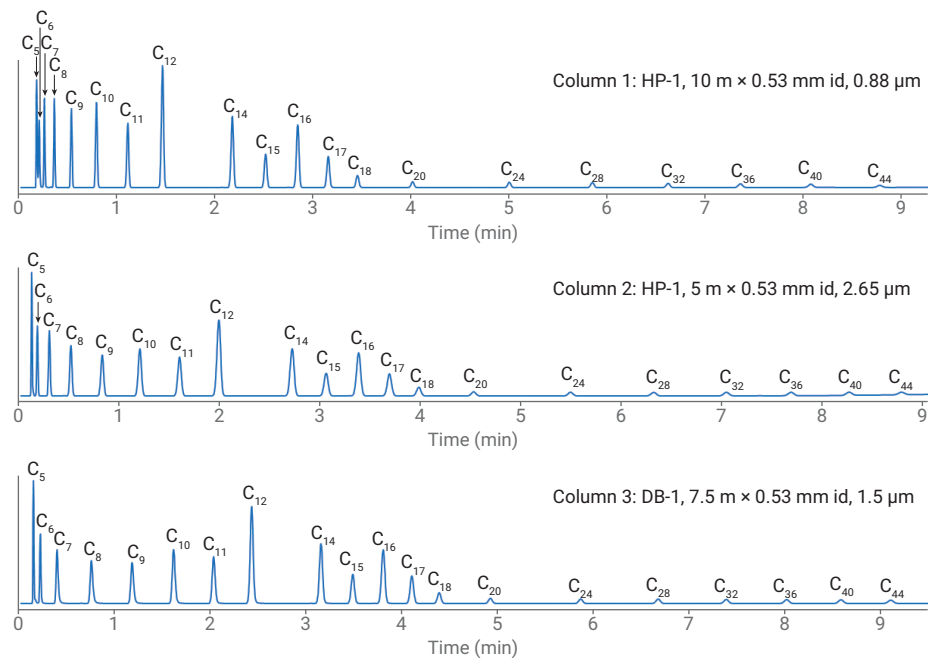 C₆
C₅ C₇
C₈
C₉ C₁₀ C₁₁ C₁₂ C₁₄ C₁₅ C₁₆ C₁₇ C₁₈ C₂₀ C₂₄ C₂₈ C₃₂ C₃₆ C₄₀ C₄₄
Column 1: HP-1, 10 m × 0.53 mm id, 0.88 μm
0 1 2 3 4 5 6 7 8 9
Time (min)
C₅
C₆
C₇ C₈ C₉ C₁₀ C₁₁ C₁₂ C₁₄ C₁₅ C₁₆ C₁₇ C₁₈ C₂₀ C₂₄ C₂₈ C₃₂ C₃₆ C₄₀ C₄₄
Column 2: HP-1, 5 m × 0.53 mm id, 2.65 μm
0 1 2 3 4 5 6 7 8 9
Time (min)
C₅
C₆ C₇ C₈ C₉ C₁₀ C₁₁ C₁₂ C₁₄ C₁₅ C₁₆ C₁₇ C₁₈ C₂₀ C₂₄ C₂₈ C₃₂ C₃₆ C₄₀ C₄₄
Column 3: DB-1, 7.5 m × 0.53 mm id, 1.5 μm
0 1 2 3 4 5 6 7 8 9
Time (min)